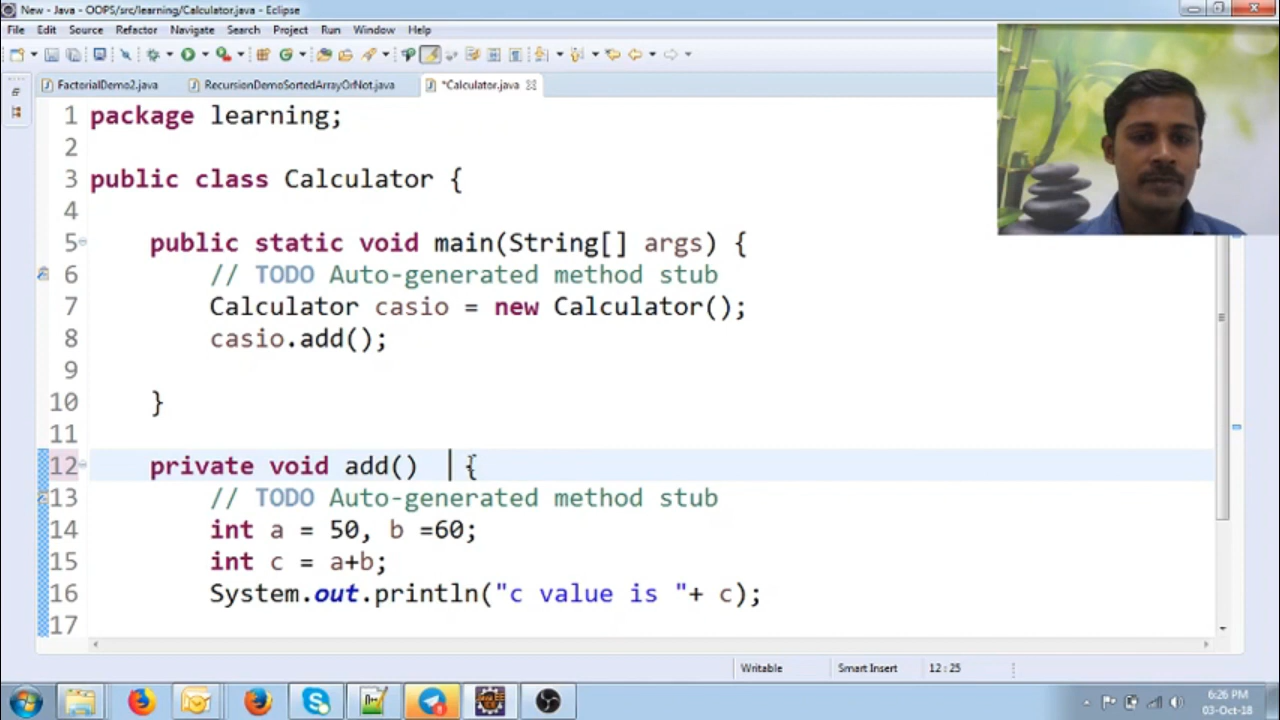 New - Java - OOPS/src/learning/Calculator.java - Eclipse
File Edit Source Refactor Navigate Search Project Run Window Help
FactorialDemo2.java RecursionDemoSortedArrayOrNot.java *Calculator.java
1 package learning;
2
3 public class Calculator {
4
5 public static void main(String[] args) {
6 // TODO Auto-generated method stub
7 Calculator casio = new Calculator();
8 casio.add();
9
10 }
11
12 private void add() {
13 // TODO Auto-generated method stub
14 int a = 50, b =60;
15 int c = a+b;
16 System.out.println("c value is "+ c);
17
Writable Smart Insert 12 : 25
6:26 PM
03-Oct-18